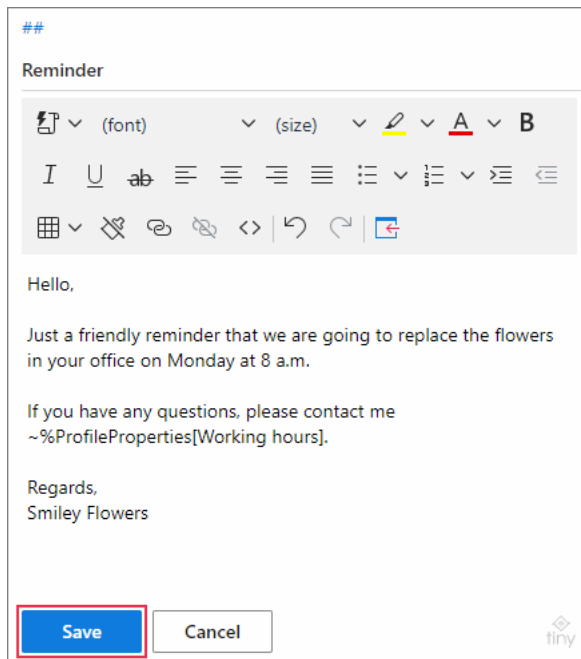 ##
Reminder
(font) (size) A B
I U ab
Hello,
Just a friendly reminder that we are going to replace the flowers
in your office on Monday at 8 a.m.
If you have any questions, please contact me
~%ProfileProperties[Working hours].
Regards,
Smiley Flowers
Save Cancel
tiny